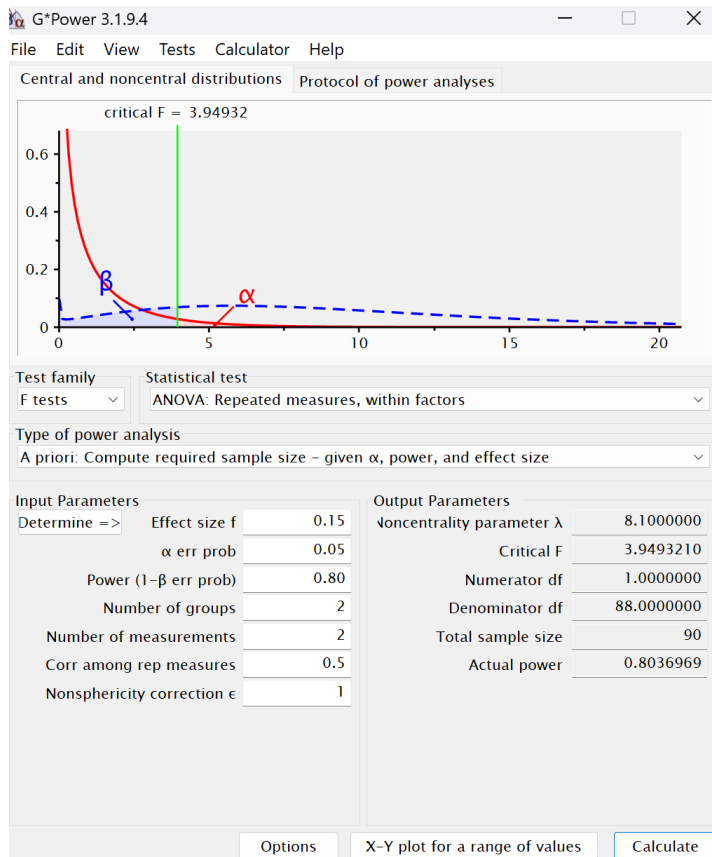 G*Power 3.1.9.4
File Edit View Tests Calculator Help
Central and noncentral distributions Protocol of power analyses
critical F = 3.94932
0.6
0.4
0.2
0
β
α
0 5 10 15 20
Test family Statistical test
F tests ANOVA: Repeated measures, within factors
Type of power analysis
A priori: Compute required sample size – given α, power, and effect size
Input Parameters Output Parameters
Determine => Effect size f 0.15 Noncentrality parameter λ 8.1000000
α err prob 0.05 Critical F 3.9493210
Power (1-β err prob) 0.80 Numerator df 1.0000000
Number of groups 2 Denominator df 88.0000000
Number of measurements 2 Total sample size 90
Corr among rep measures 0.5 Actual power 0.8036969
Nonsphericity correction ϵ 1
Options X-Y plot for a range of values Calculate